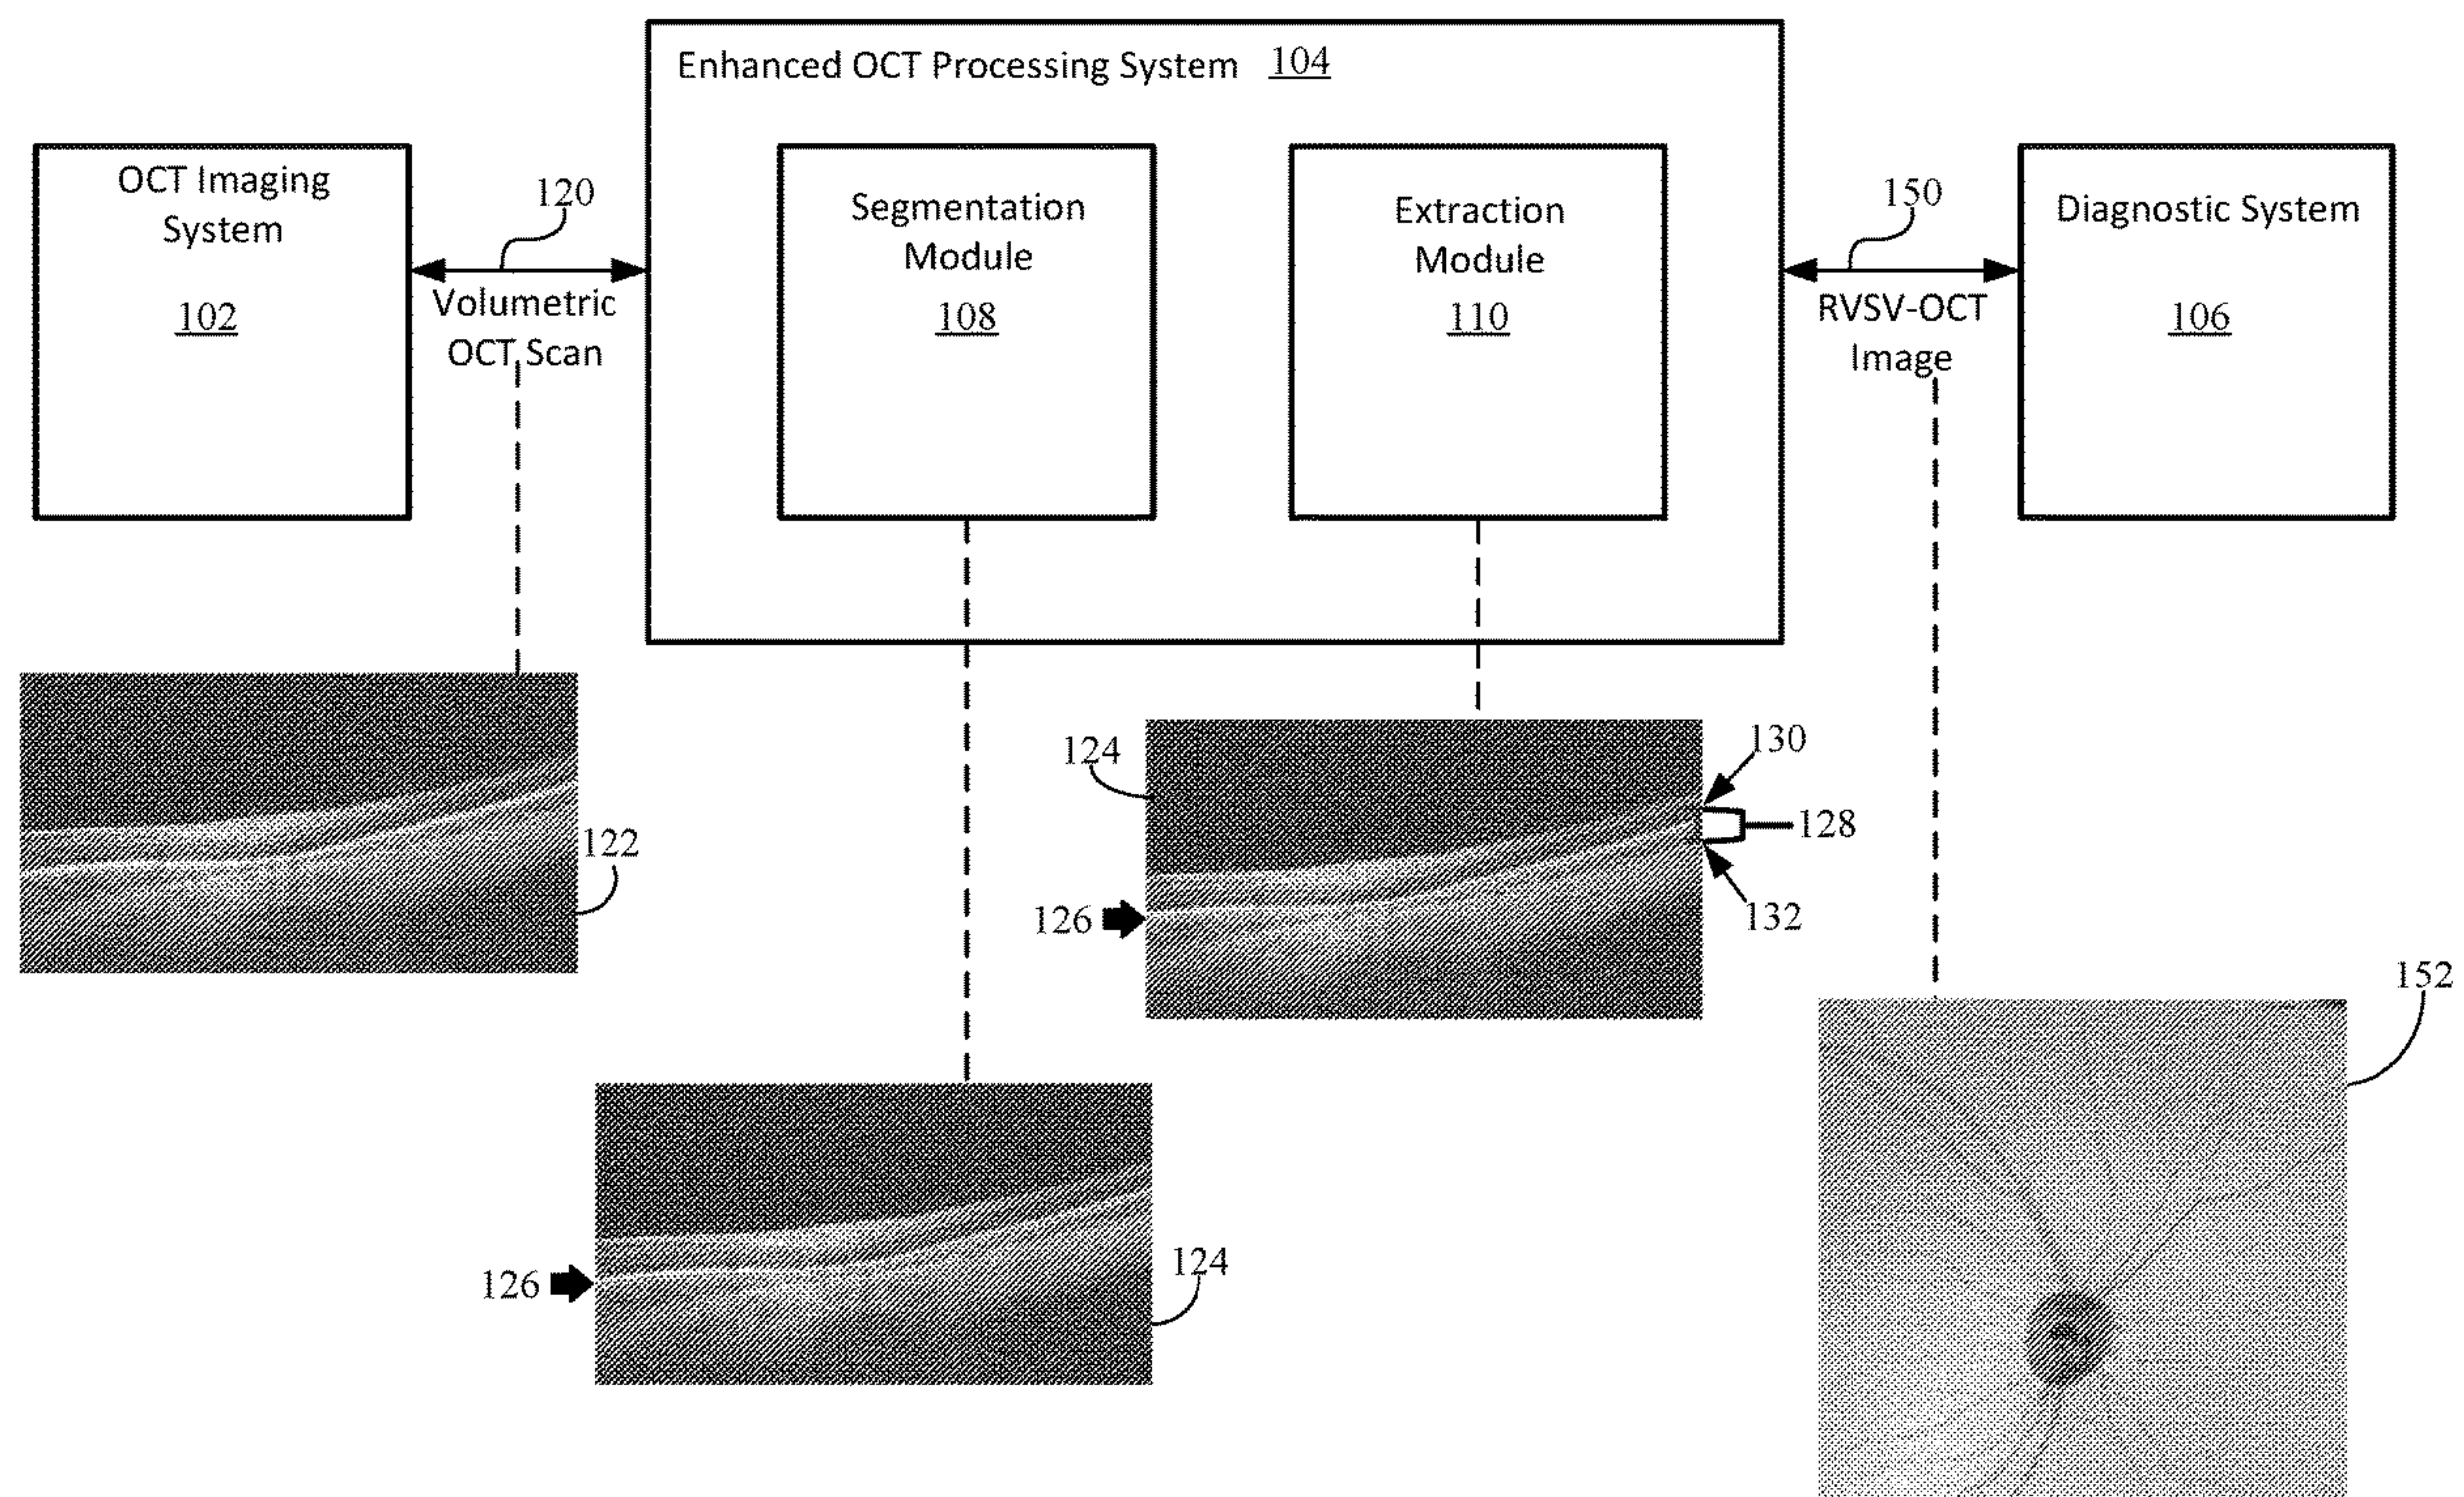 Enhanced OCT Processing System 104
OCT Imaging
System
102
120
Volumetric
OCT Scan
Segmentation
Module
108
Extraction
Module
110
150
RVSV-OCT
Image
Diagnostic System
106
122
124
130
128
126
132
152
126
124